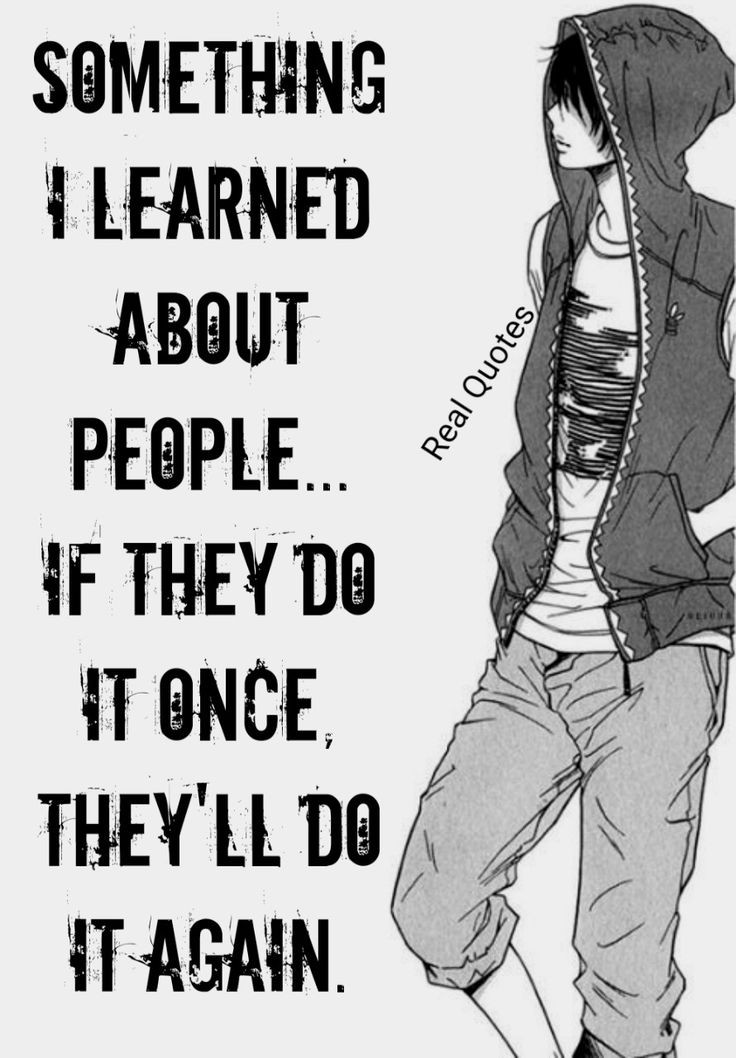 SOMETHING
I LEARNED
ABOUT
PEOPLE...
IF THEY DO
IT ONCE,
THEY'LL DO
IT AGAIN.
Real Quotes